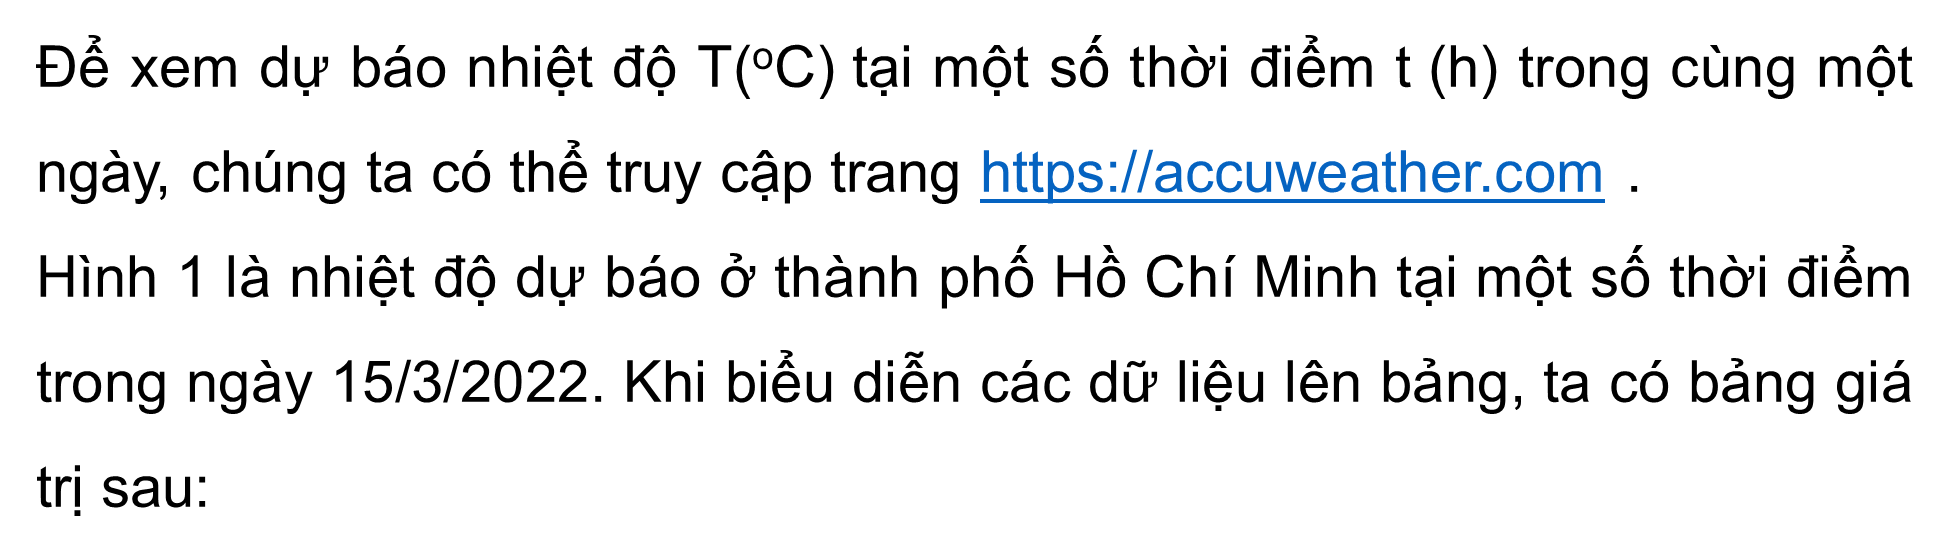 Để xem dự báo nhiệt độ T(ºC) tại một số thời điểm t (h) trong cùng một
ngày, chúng ta có thể truy cập trang https://accuweather.com .
Hình 1 là nhiệt độ dự báo ở thành phố Hồ Chí Minh tại một số thời điểm
trong ngày 15/3/2022. Khi biểu diễn các dữ liệu lên bảng, ta có bảng giá
trị sau: